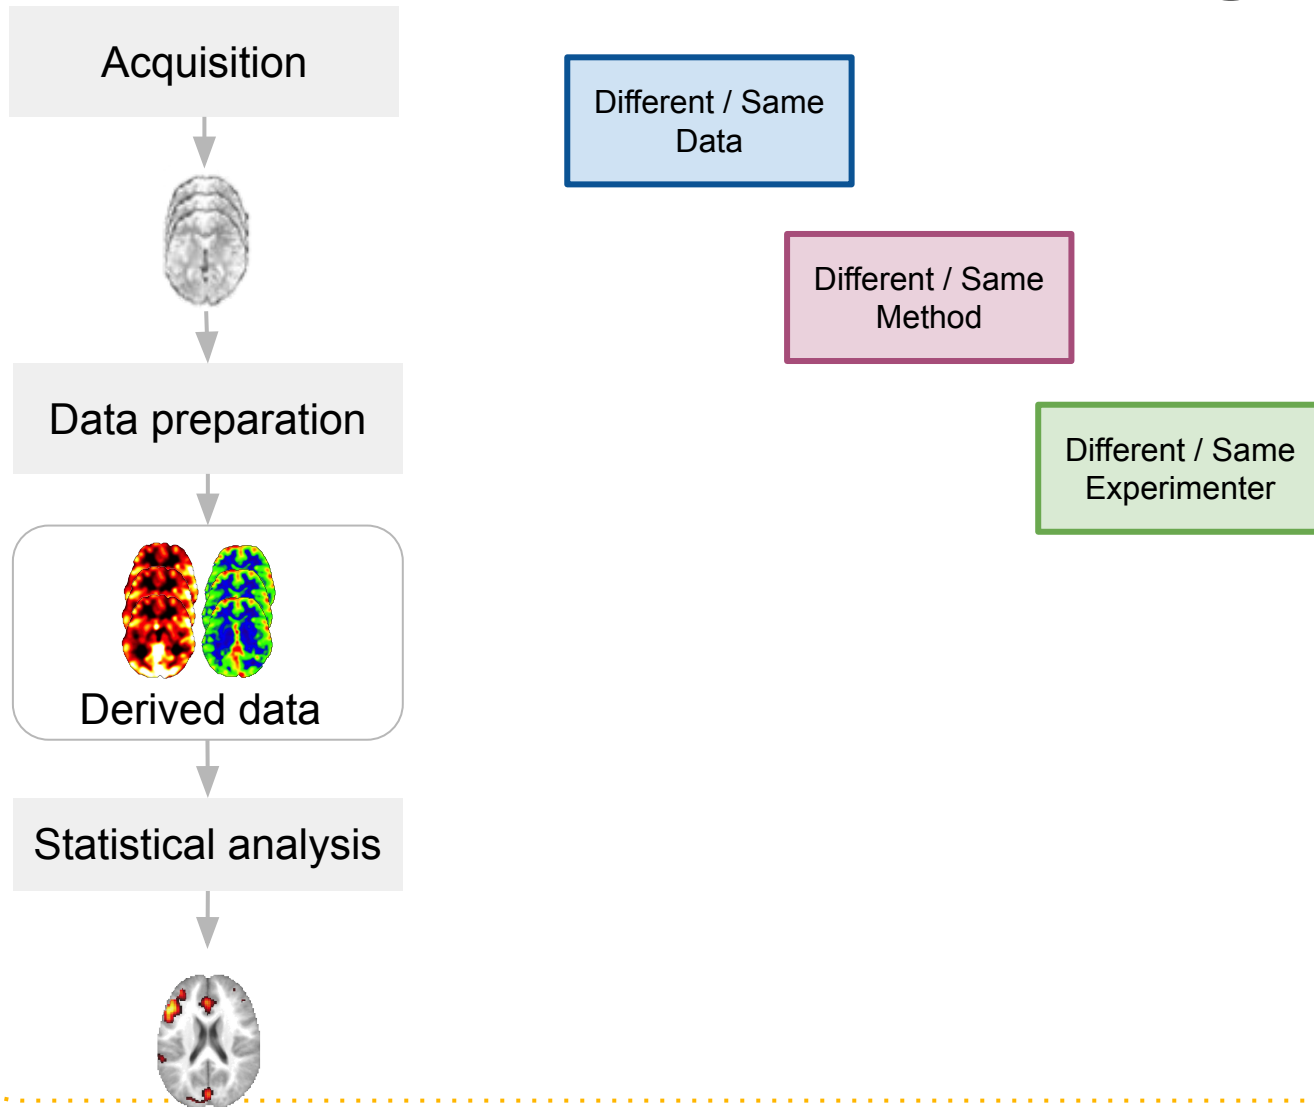 Acquisition
Different / Same
Data
Different / Same
Method
Data preparation
Different / Same
Experimenter
Derived data
Statistical analysis